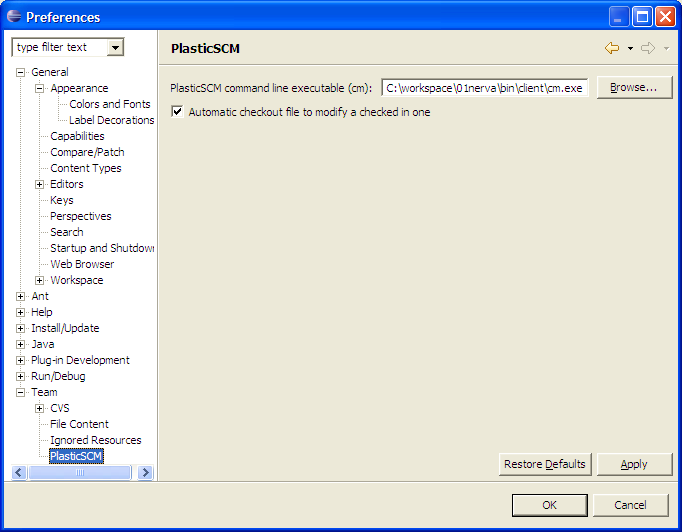 Preferences
type filter text
PlasticSCM
General
Appearance
Colors and Fonts
Label Decorations
Capabilities
Compare/Patch
Content Types
Editors
Keys
Perspectives
Search
Startup and Shutdown
Web Browser
Workspace
Ant
Help
Install/Update
Java
Plug-in Development
Run/Debug
Team
CVS
File Content
Ignored Resources
PlasticSCM
PlasticSCM command line executable (cm): C:\workspace\01nerva\bin\client\cm.exe Browse...
Automatic checkout file to modify a checked in one
Restore Defaults Apply
OK Cancel